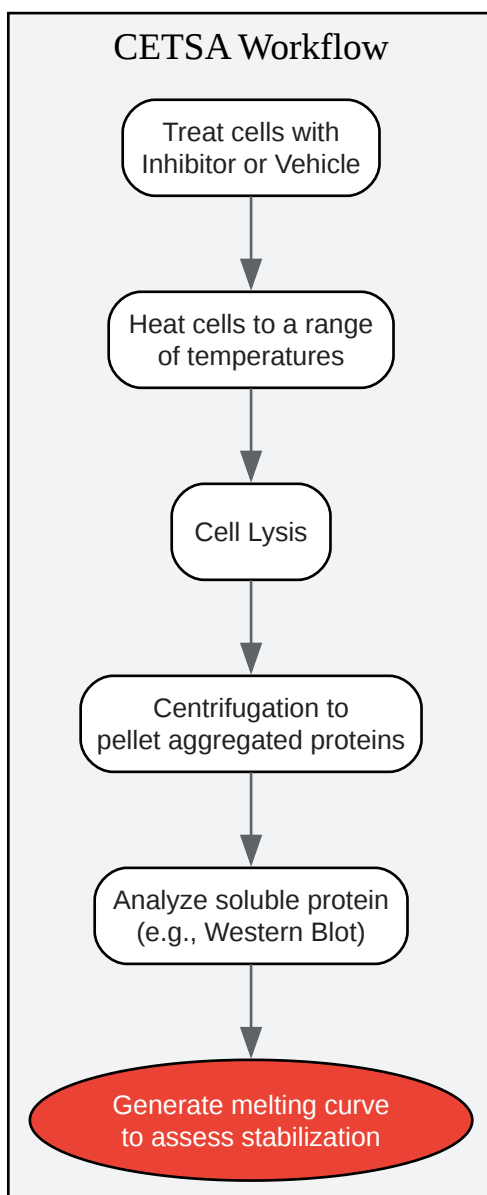 CETSA Workflow
Treat cells with
Inhibitor or Vehicle
Heat cells to a range
of temperatures
Cell Lysis
Centrifugation to
pellet aggregated proteins
Analyze soluble protein
(e.g., Western Blot)
Generate melting curve
to assess stabilization